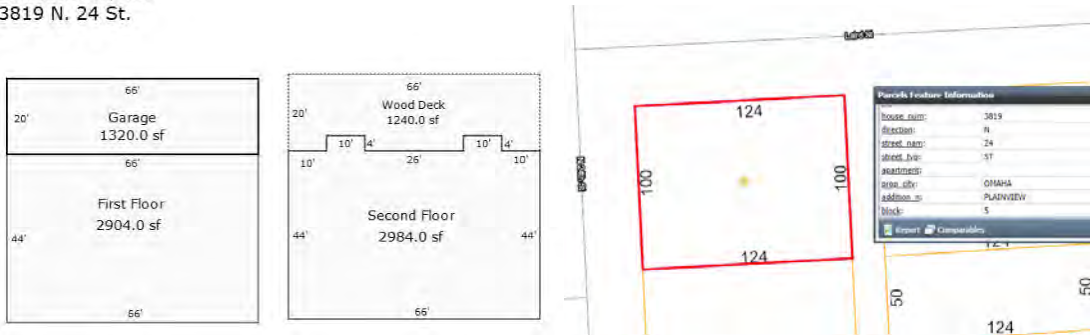 3819 N. 24 St.
66'
20'
Garage
1320.0 sf
66'
First Floor
2904.0 sf
44'
66'
66'
Wood Deck
20'
1240.0 sf
10' 4' 10' 4'
10' 26' 10'
Second Floor
44' 2984.0 sf 44'
66'
124
100 100
124
Parcels Feature Information
house_num: 3819
direction: N
street_nam: 24
street_typ: ST
apartment:
prop_city: OMAHA
addition_n: PLAINVIEW
block: 5
Report Comparables
124
50 50
124